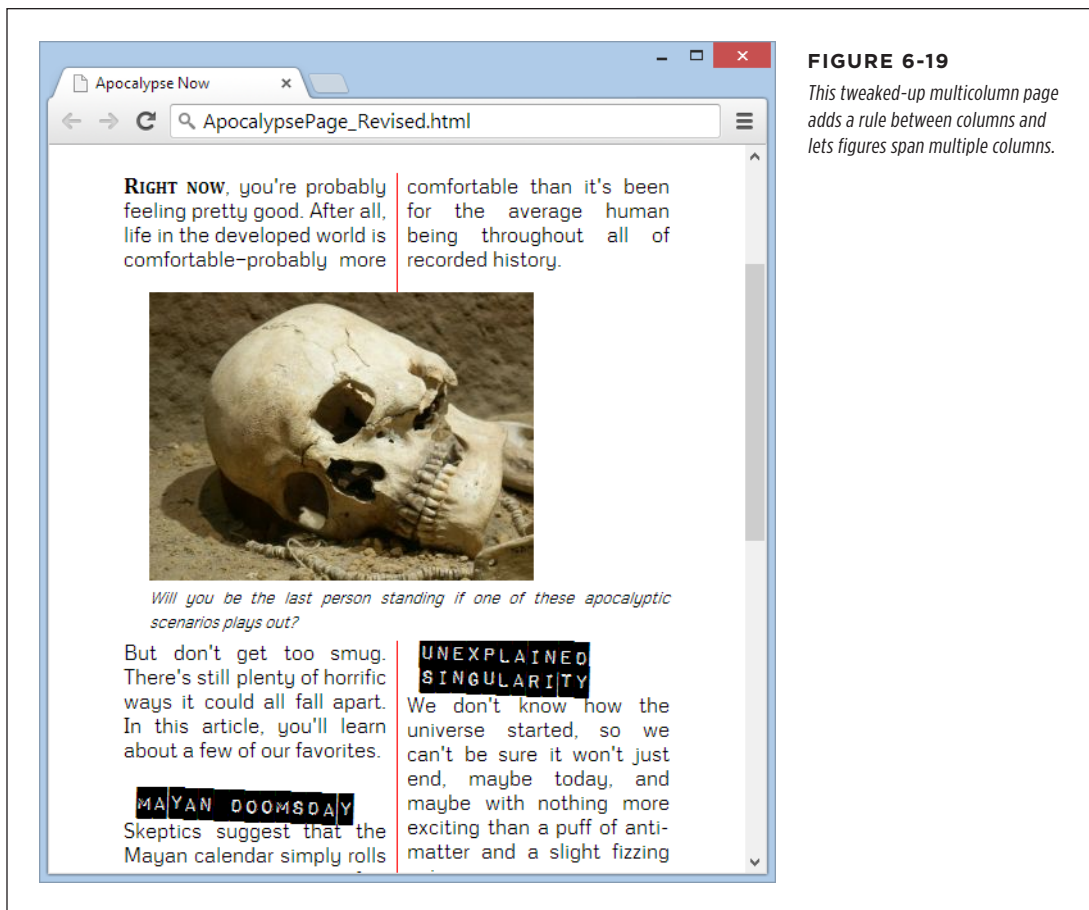 Apocalypse Now
ApocalypsePage_Revised.html
RIGHT NOW, you're probably
feeling pretty good. After all,
life in the developed world is
comfortable–probably more
comfortable than it's been
for the average human
being throughout all of
recorded history.
Will you be the last person standing if one of these apocalyptic
scenarios plays out?
But don't get too smug.
There's still plenty of horrific
ways it could all fall apart.
In this article, you'll learn
about a few of our favorites.
MAYAN DOOMSDAY
Skeptics suggest that the
Mayan calendar simply rolls
UNEXPLAINED
SINGULARITY
We don't know how the
universe started, so we
can't be sure it won't just
end, maybe today, and
maybe with nothing more
exciting than a puff of anti-
matter and a slight fizzing
FIGURE 6-19
This tweaked-up multicolumn page
adds a rule between columns and
lets figures span multiple columns.